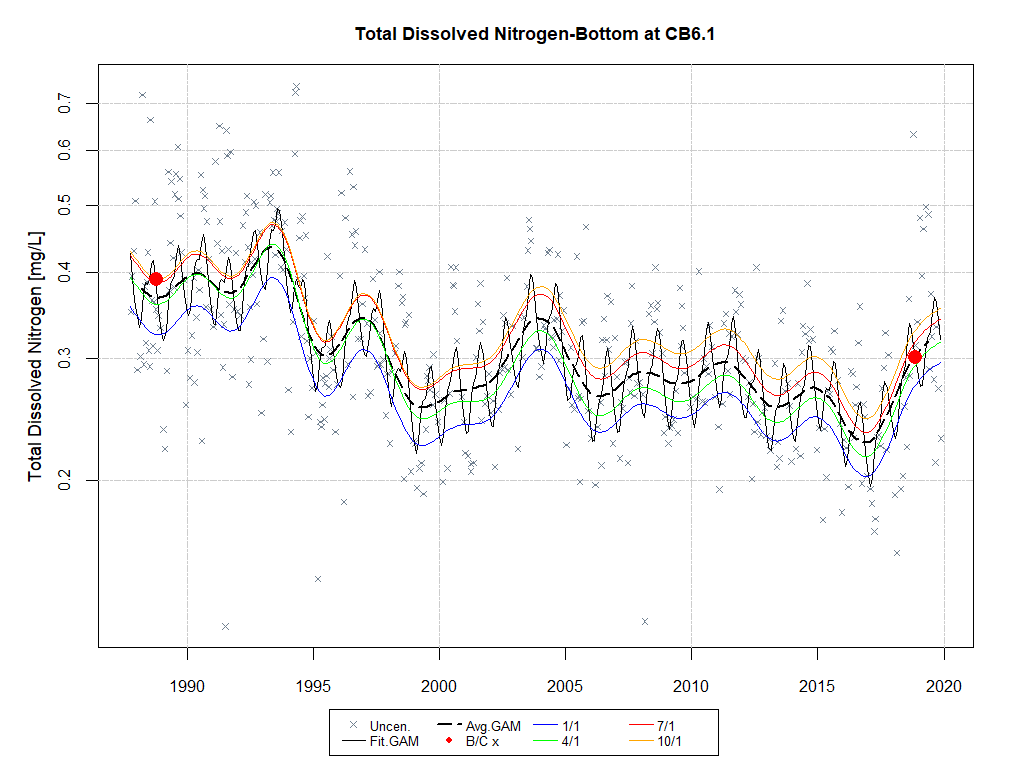 Total Dissolved Nitrogen-Bottom at CB6.1
Total Dissolved Nitrogen [mg/L]
0.7
0.6
0.5
0.4
0.3
0.2
1990 1995 2000 2005 2010 2015 2020
Uncen. Avg.GAM 1/1 7/1
Fit.GAM B/C x 4/1 10/1